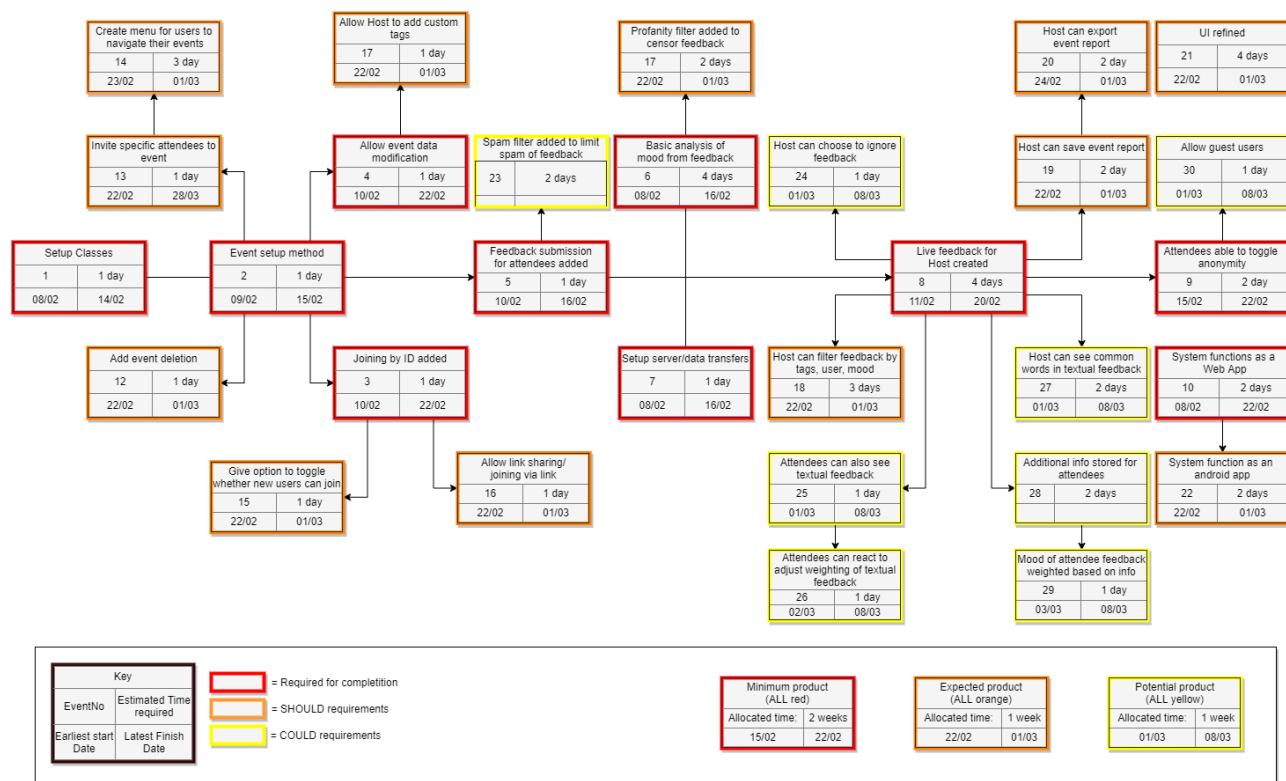 Create menu for users to
navigate their events
14
3 day
23/02
01/03
Allow Host to add custom
tags
17
1 day
22/02
01/03
Profanity filter added to
censor feedback
17
2 days
22/02
01/03
Host can export
event report
20
2 day
24/02
01/03
UI refined
21
4 days
22/02
01/03
Invite specific attendees to
event
13
1 day
22/02
28/03
Allow event data
modification
4
1 day
10/02
22/02
Spam filter added to limit
spam of feedback
23
2 days
Basic analysis of
mood from feedback
6
4 days
08/02
16/02
Host can choose to ignore
feedback
24
1 day
01/03
08/03
Host can save event report
19
2 day
22/02
01/03
Allow guest users
30
1 day
01/03
08/03
Setup Classes
1
1 day
08/02
14/02
Event setup method
2
1 day
09/02
15/02
Feedback submission
for attendees added
5
1 day
10/02
16/02
Live feedback for
Host created
8
4 days
11/02
20/02
Attendees able to toggle
anonymity
9
2 day
15/02
22/02
Add event deletion
12
1 day
22/02
01/03
Joining by ID added
3
1 day
10/02
22/02
Setup server/data transfers
7
1 day
08/02
16/02
Host can filter feedback by
tags, user, mood
18
3 days
22/02
01/03
Host can see common
words in textual feedback
27
2 days
01/03
08/03
System functions as a
Web App
10
2 days
08/02
22/02
Give option to toggle
whether new users can join
15
1 day
22/02
01/03
Allow link sharing/
joining via link
16
1 day
22/02
01/03
Attendees can also see
textual feedback
25
1 day
01/03
08/03
Additional info stored for
attendees
28
2 days
System function as an
android app
22
2 days
22/02
01/03
Attendees can react to
adjust weighting of textual
feedback
26
1 day
02/03
08/03
Mood of attendee feedback
weighted based on info
29
1 day
03/03
08/03
Key
EventNo
Estimated Time
required
Earliest start
Date
Latest Finish
Date
= Required for completition
= SHOULD requirements
= COULD requirements
Minimum product
(ALL red)
Allocated time:
2 weeks
15/02
22/02
Expected product
(ALL orange)
Allocated time:
1 week
22/02
01/03
Potential product
(ALL yellow)
Allocated time:
1 week
01/03
08/03